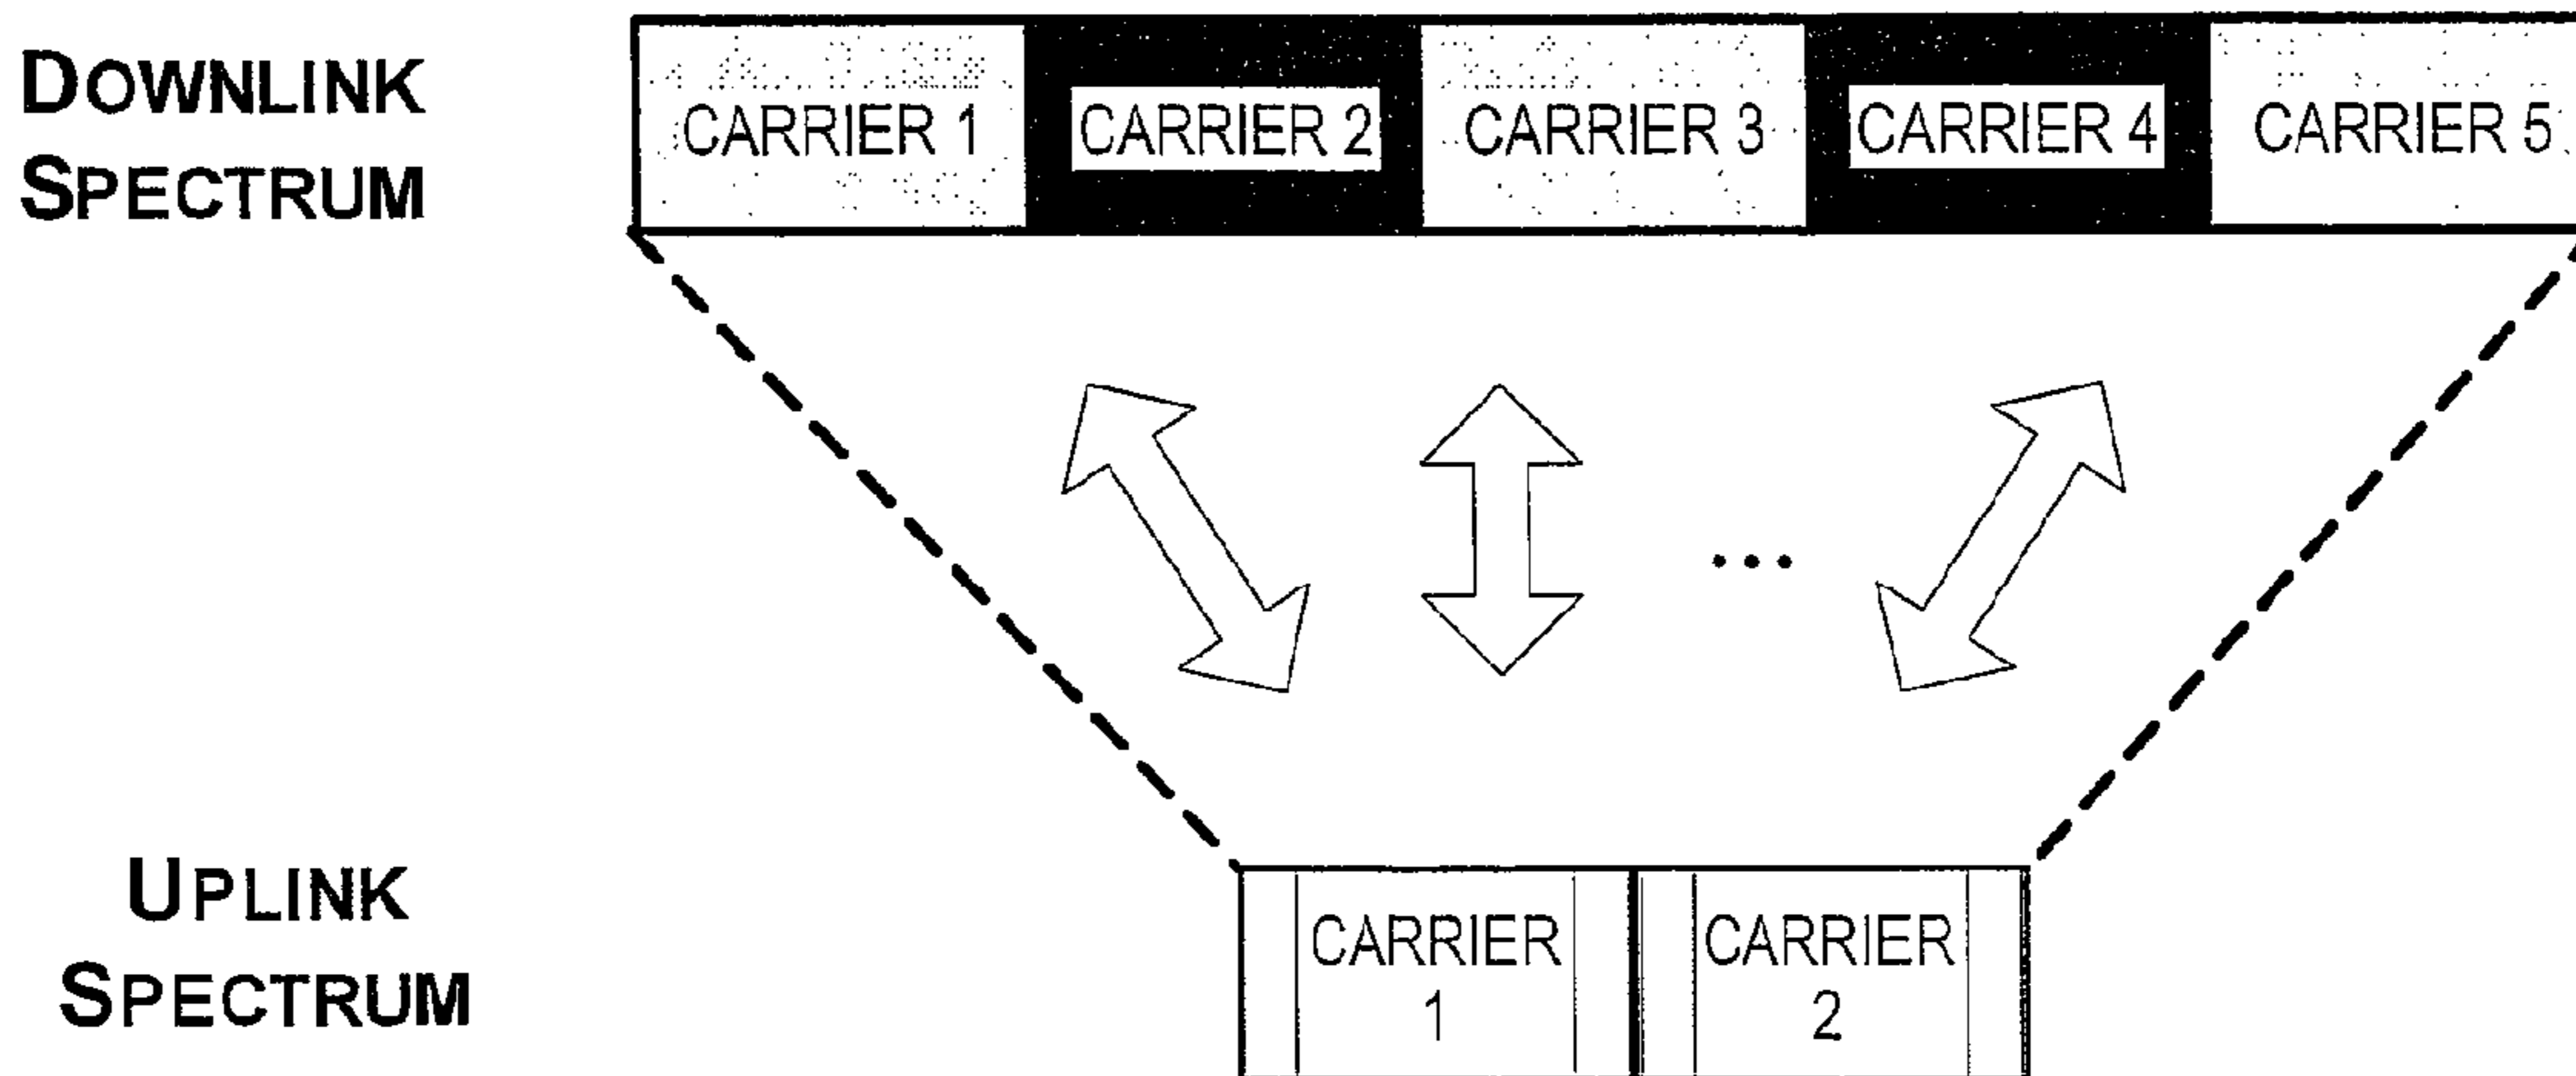 DOWNLINK
SPECTRUM
CARRIER 1
CARRIER 2
CARRIER 3
CARRIER 4
CARRIER 5
...
UPLINK
SPECTRUM
CARRIER
1
CARRIER
2